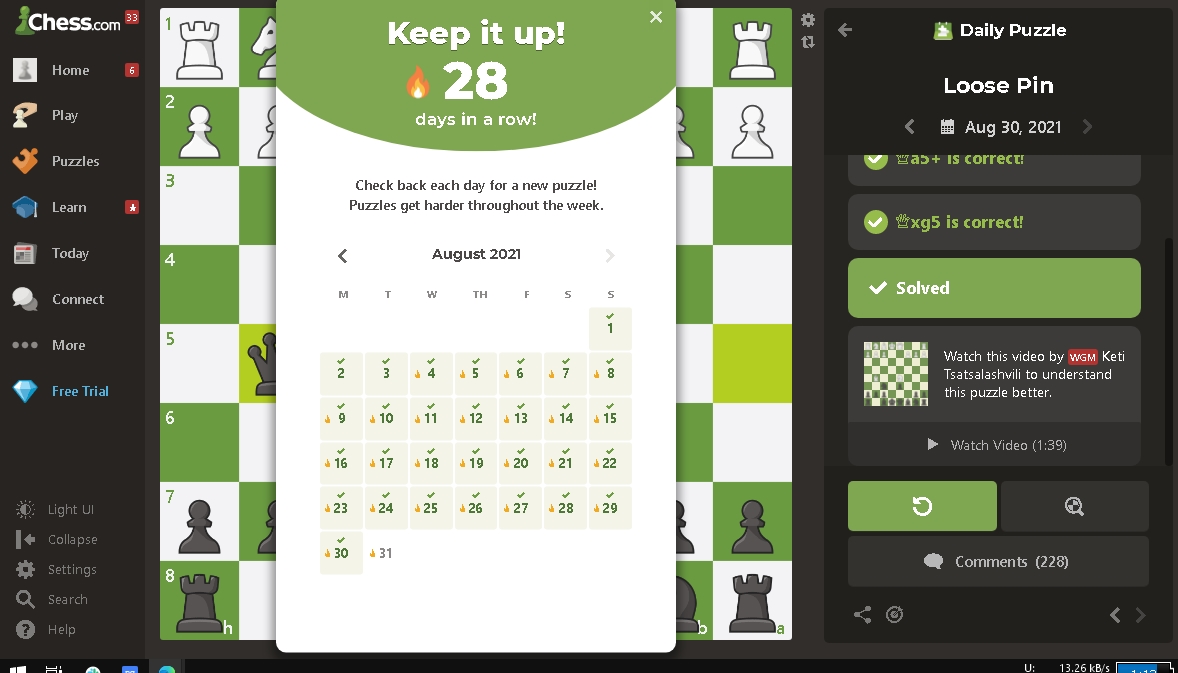 Chess.com 33
Home 6
Play
Puzzles
Learn
Today
Connect
More
Free Trial
Light UI
Collapse
Settings
Search
Help
1
2
3
4
5
6
7
8
h
b
a
Keep it up!
28
days in a row!
Check back each day for a new puzzle!
Puzzles get harder throughout the week.
August 2021
M T W TH F S S
1
2 3 4 5 6 7 8
9 10 11 12 13 14 15
16 17 18 19 20 21 22
23 24 25 26 27 28 29
30 31
Daily Puzzle
Loose Pin
Aug 30, 2021
♕a5+ is correct!
♕xg5 is correct!
Solved
Watch this video by WGM Keti
Tsatsalashvili to understand
this puzzle better.
Watch Video (1:39)
Comments (228)
U: 13.26 kB/s